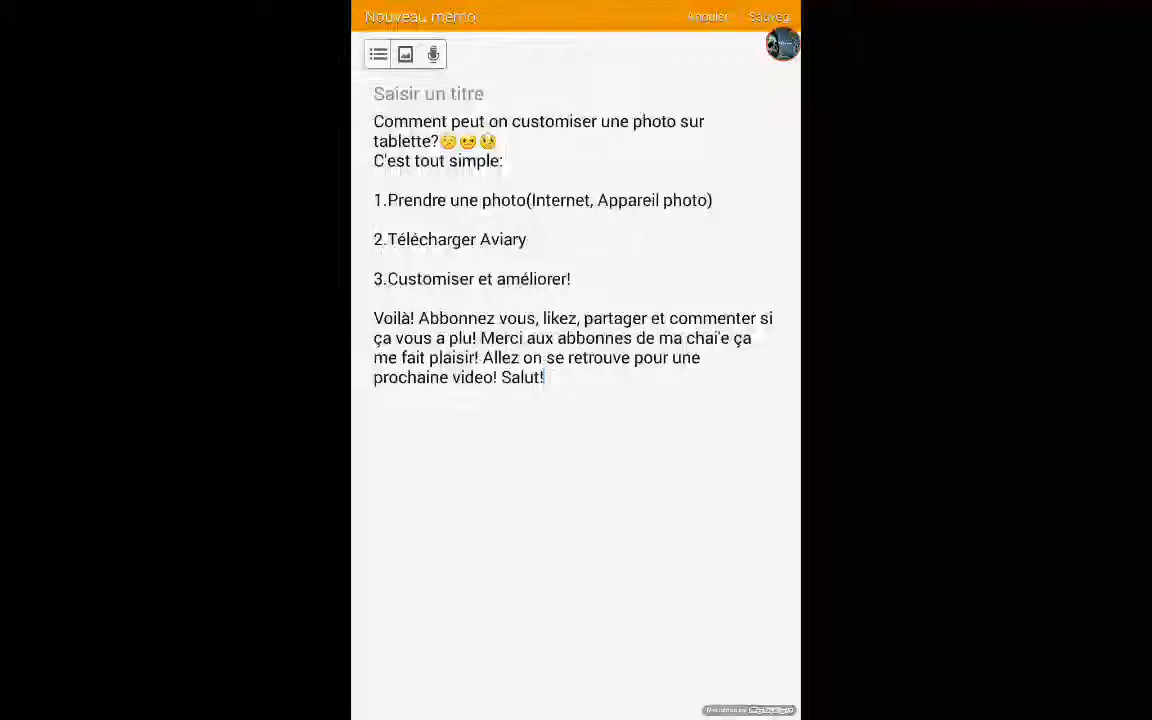 Nouveau mémo Annuler Sauveg.
Saisir un titre
Comment peut on customiser une photo sur
tablette?😕😐😢
C'est tout simple:
1.Prendre une photo(Internet, Appareil photo)
2.Télécharger Aviary
3.Customiser et améliorer!
Voilà! Abbonnez vous, likez, partager et commenter si
ça vous a plu! Merci aux abbonnes de ma chai'e ça
me fait plaisir! Allez on se retrouve pour une
prochaine video! Salut!